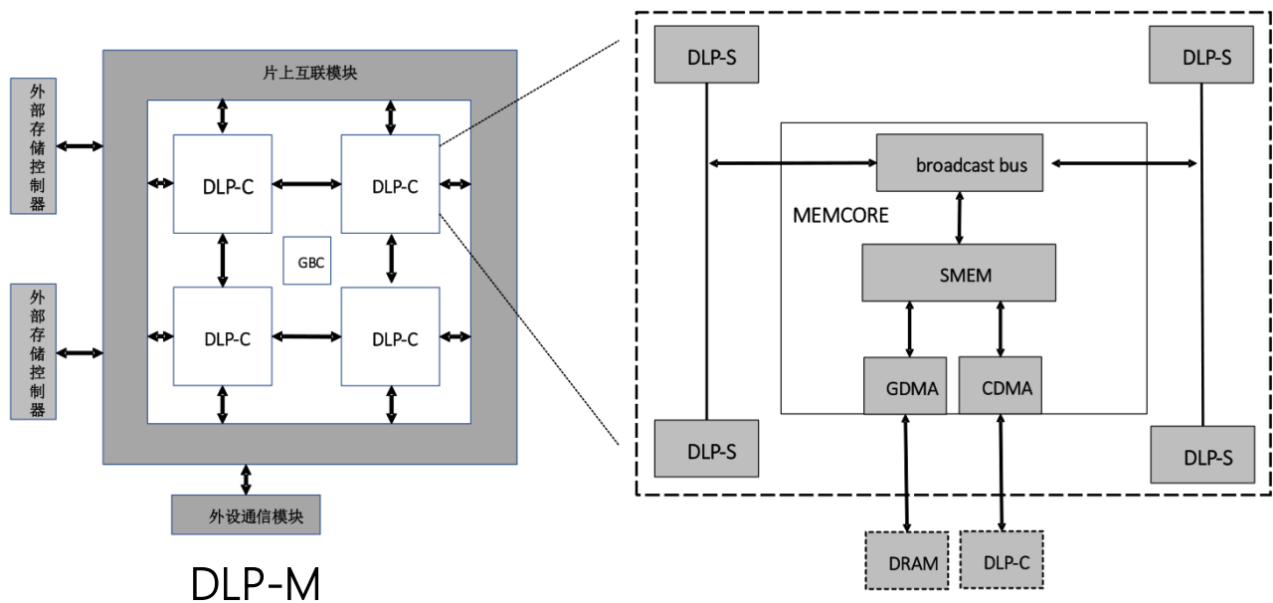 片上互联模块
外部存储控制器
DLP-C
DLP-C
GBC
外部存储控制器
DLP-C
DLP-C
外设通信模块
DLP-M
DLP-S
DLP-S
broadcast bus
MEMCORE
SMEM
GDMA
CDMA
DLP-S
DLP-S
DRAM
DLP-C